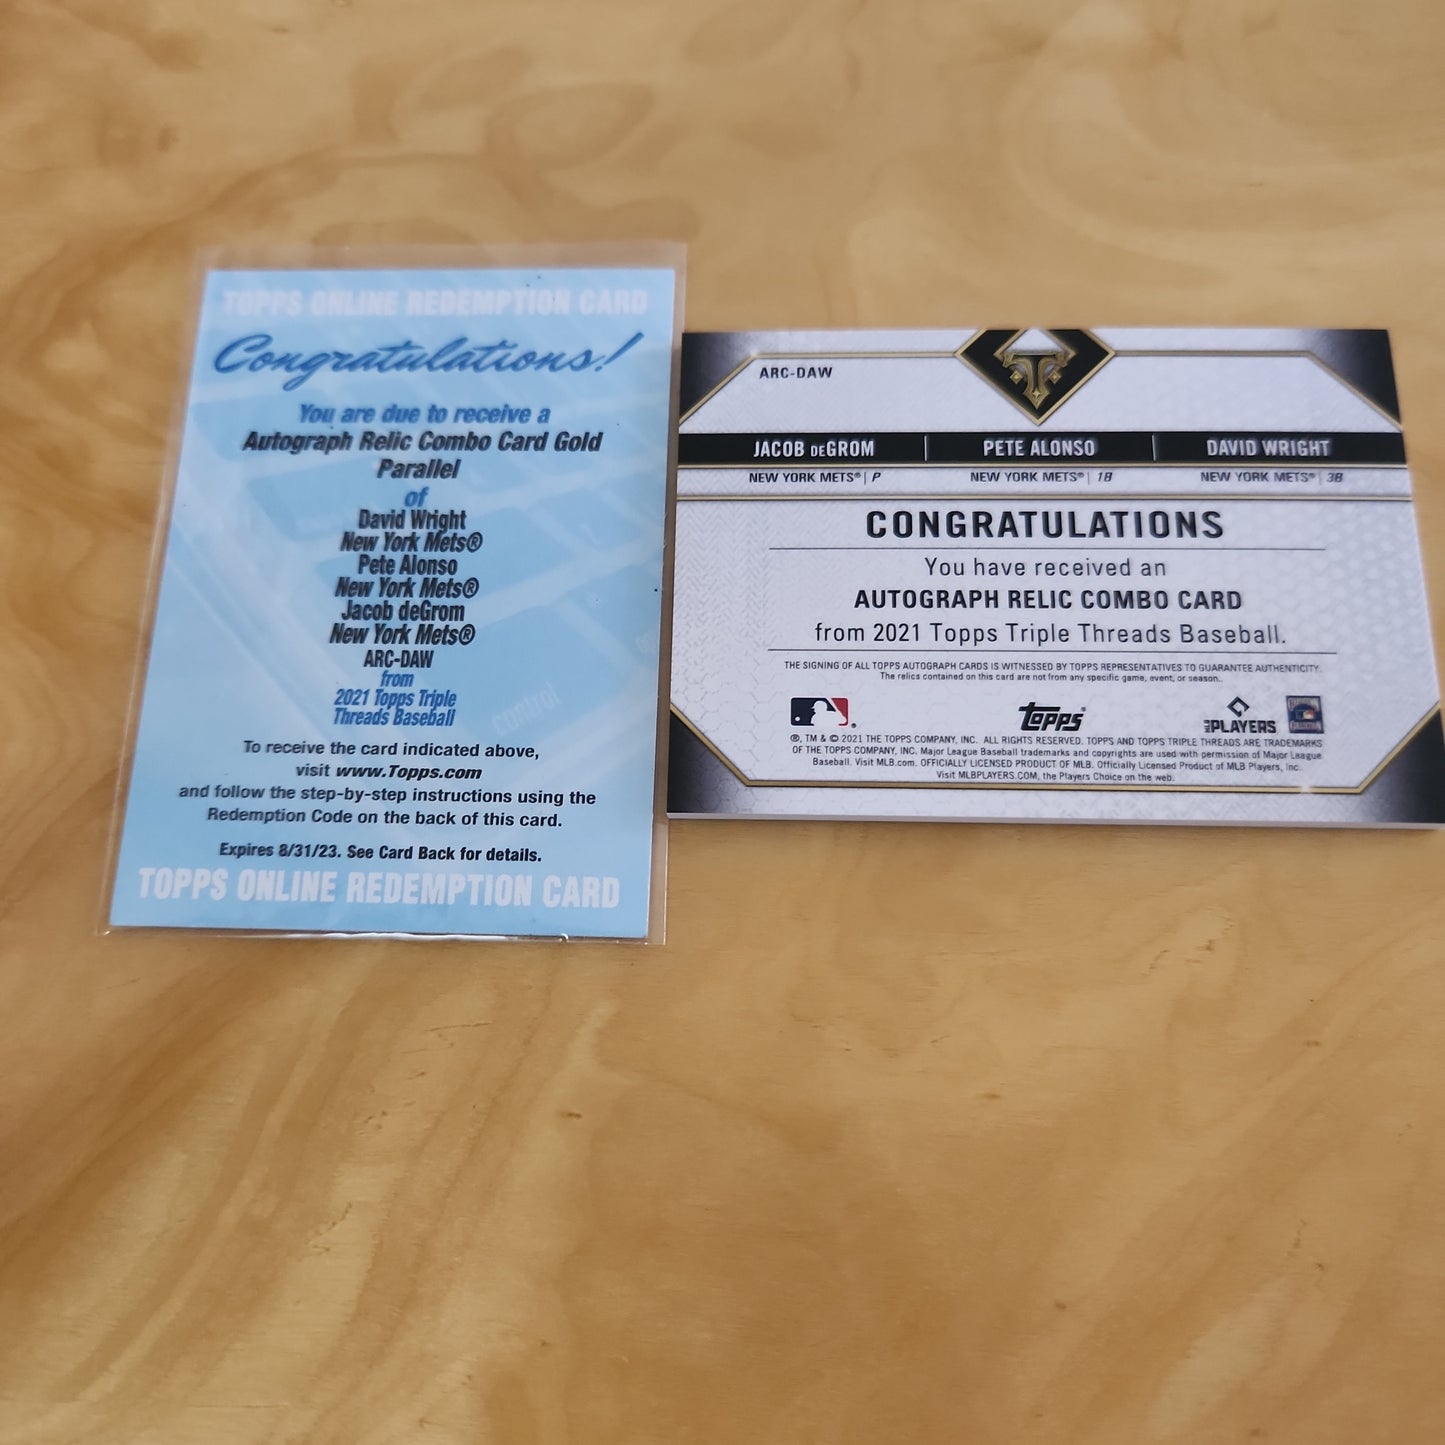 TOPPS ONLINE REDEMPTION CARD
Congratulations!
You are due to receive a
Autograph Relic Combo Card Gold
Parallel
of
David Wright
New York Mets®
Pete Alonso
New York Mets®
Jacob deGrom
New York Mets®
ARC-DAW
from
2021 Topps Triple
Threads Baseball
To receive the card indicated above,
visit www.Topps.com
and follow the step-by-step instructions using the
Redemption Code on the back of this card.
Expires 8/31/23. See Card Back for details.
TOPPS ONLINE REDEMPTION CARD
control
ARC-DAW
T
JACOB deGROM | PETE ALONSO | DAVID WRIGHT
NEW YORK METS® | P NEW YORK METS® | 1B NEW YORK METS® | 3B
CONGRATULATIONS
You have received an
AUTOGRAPH RELIC COMBO CARD
from 2021 Topps Triple Threads Baseball.
THE SIGNING OF ALL TOPPS AUTOGRAPH CARDS IS WITNESSED BY TOPPS REPRESENTATIVES TO GUARANTEE AUTHENTICITY.
The relics contained on this card are not from any specific game, event, or season.
® Topps® MLB PLAYERS
®, TM & © 2021 THE TOPPS COMPANY, INC. ALL RIGHTS RESERVED. TOPPS AND TOPPS TRIPLE THREADS ARE TRADEMARKS
OF THE TOPPS COMPANY, INC. Major League Baseball trademarks and copyrights are used with permission of Major League
Baseball. Visit MLB.com. OFFICIALLY LICENSED PRODUCT OF MLB. Officially Licensed Product of MLB Players, Inc.
Visit MLBPLAYERS.COM, the Players Choice on the web.